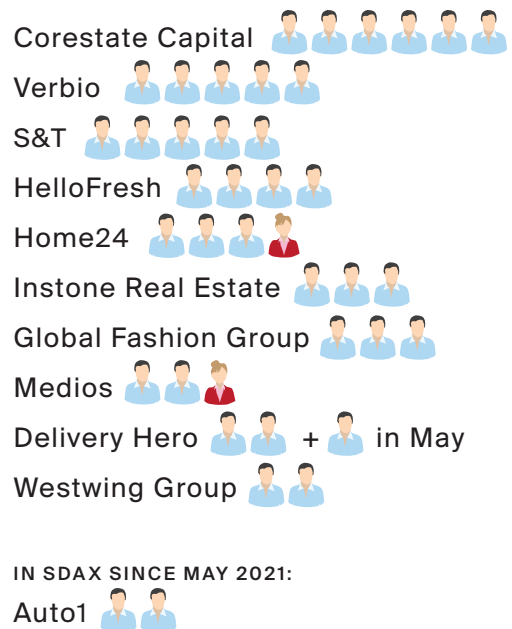 Corestate Capital
Verbio
S&T
HelloFresh
Home24
Instone Real Estate
Global Fashion Group
Medios
Delivery Hero + in May
Westwing Group
IN SDAX SINCE MAY 2021:
Auto1